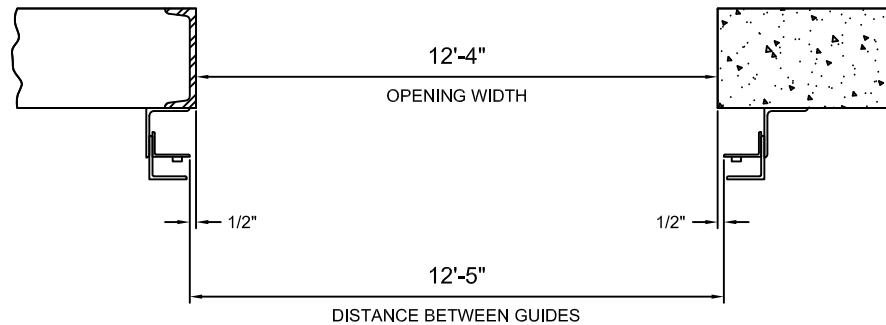 12'-4"
OPENING WIDTH
1/2"
1/2"
12'-5"
DISTANCE BETWEEN GUIDES